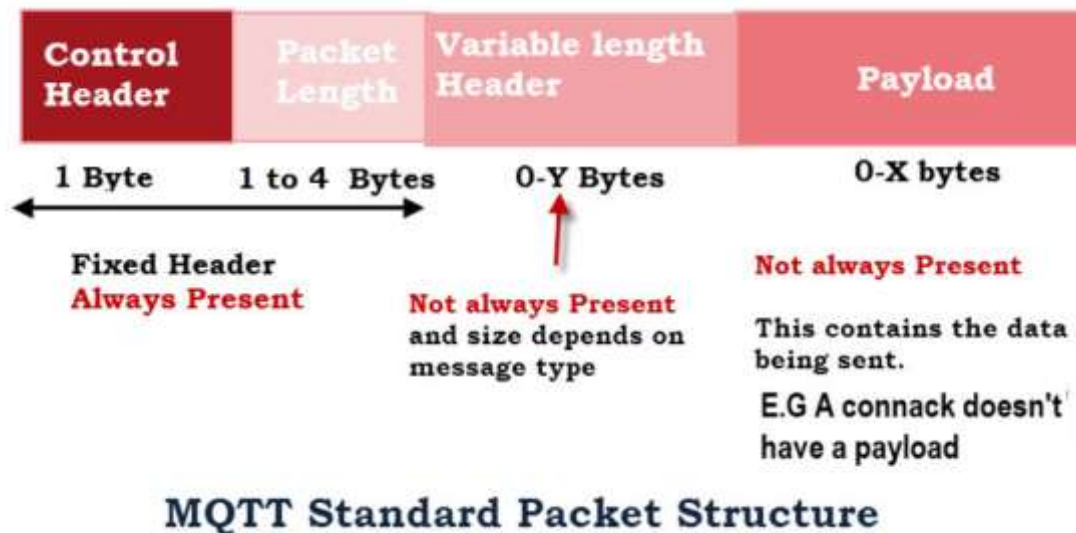 Control
Header
Packet
Length
Variable length
Header
Payload
1 Byte
1 to 4 Bytes
0-Y Bytes
0-X bytes
Fixed Header
Always Present
Not always Present
and size depends on
message type
Not always Present
This contains the data
being sent.
E.G A connack doesn't
have a payload
MQTT Standard Packet Structure